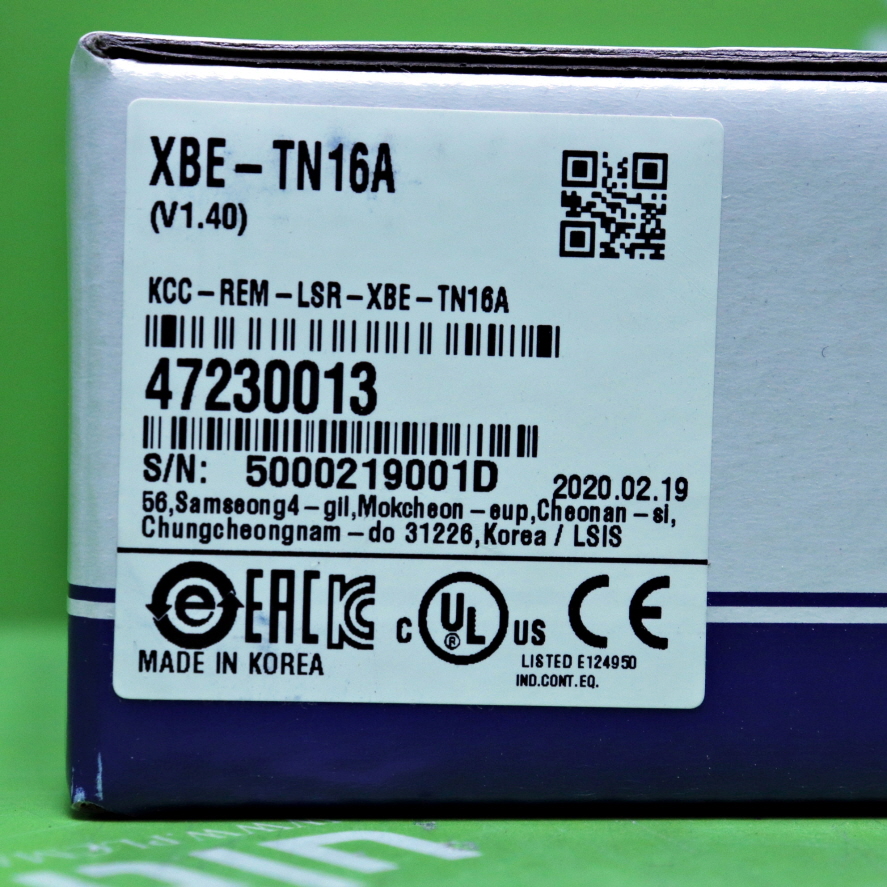 XBE-TN16A
(V1.40)
KCC-REM-LSR-XBE-TN16A
47230013
S/N: 5000219001D 2020.02.19
56,Samseong4-gil,Mokcheon-eup,Cheonan-si,
Chungcheongnam-do 31226,Korea / LSIS
e EAC KC C UL ® US CE
MADE IN KOREA
LISTED E124950
IND.CONT.EQ.